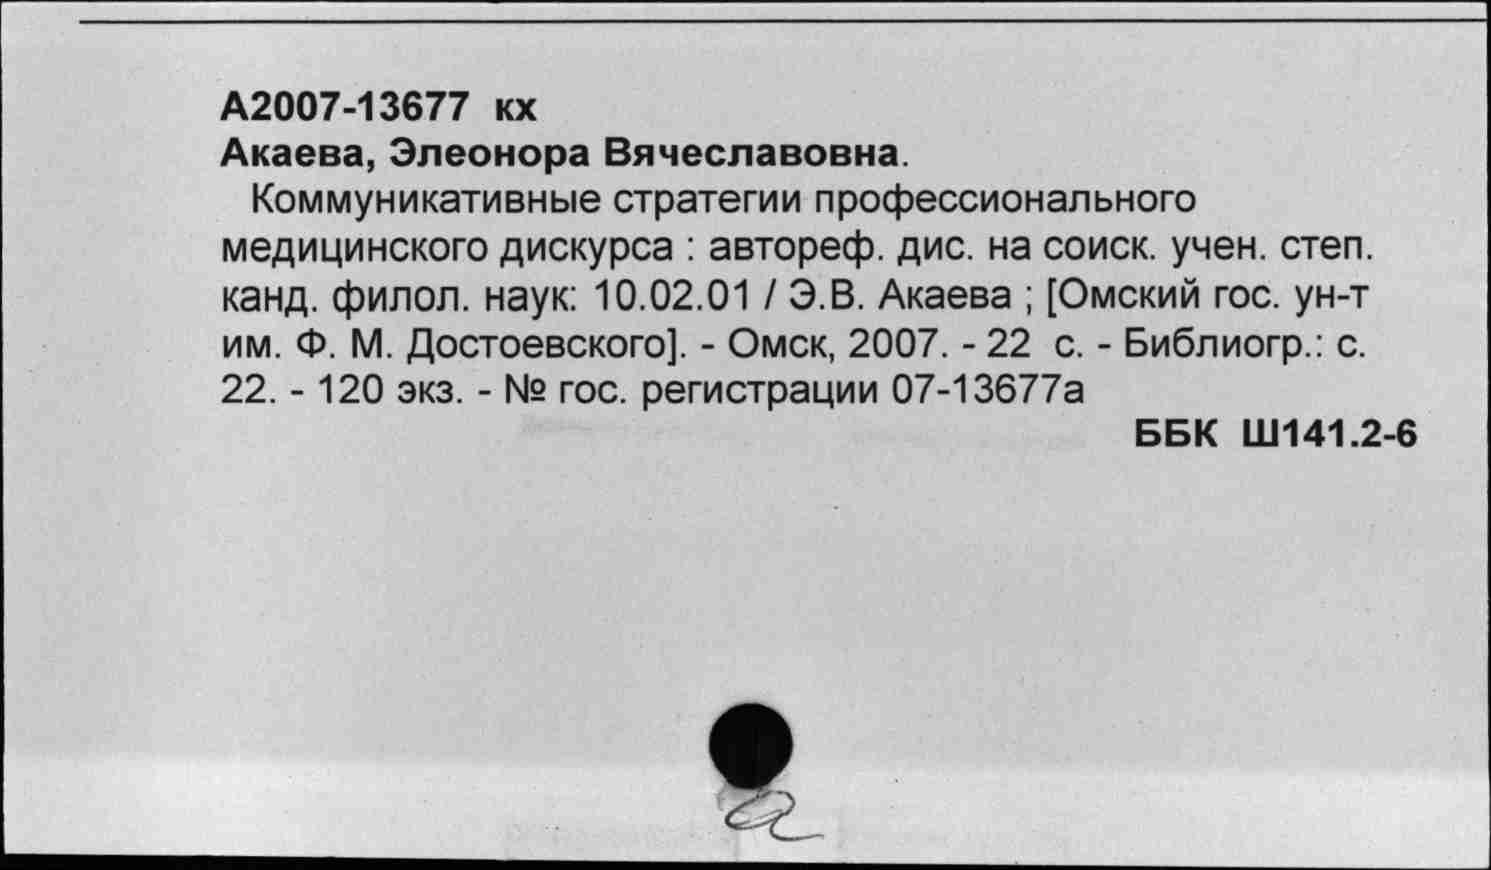 А2007-13677 кх
Акаева, Элеонора Вячеславовна.
Коммуникативные стратегии профессионального
медицинского дискурса : автореф. дис. на соиск. учен. степ.
канд. филол. наук: 10.02.01 / Э.В. Акаева ; [Омский гос. ун-т
им. Ф. М. Достоевского]. - Омск, 2007. - 22 с. - Библиогр.: с.
22. - 120 экз. - № гос. регистрации 07-13677а
ББК Ш141.2-6
а